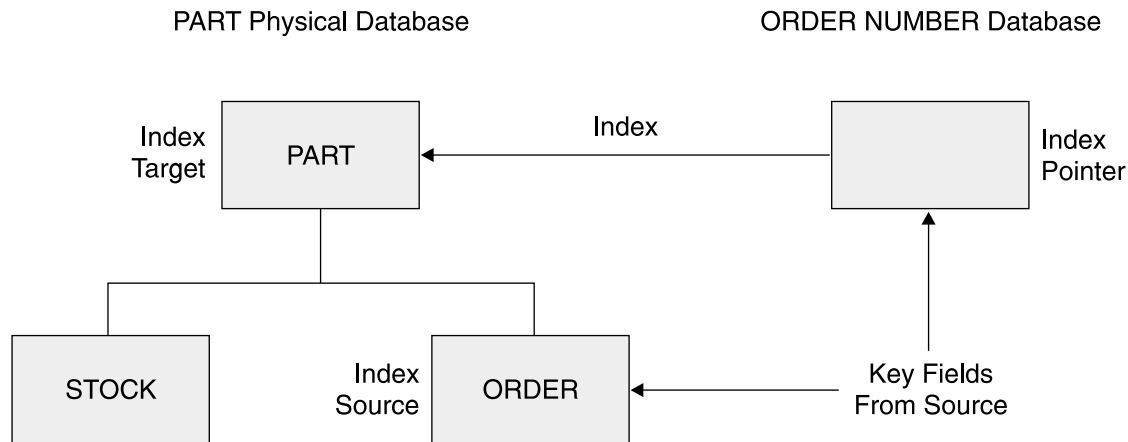 PART Physical Database
ORDER NUMBER Database
Index
Target
PART
Index
Index
Pointer
STOCK
Index
Source
ORDER
Key Fields
From Source